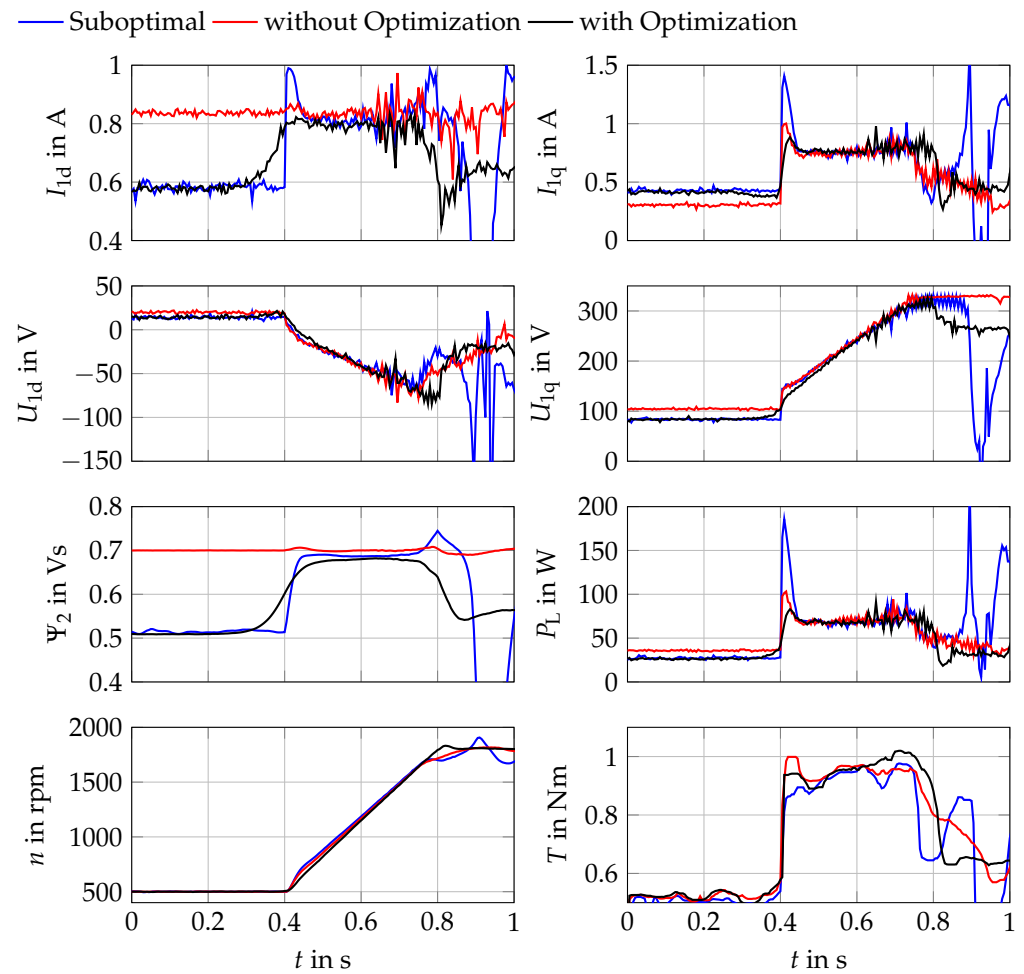 Suboptimal without Optimization with Optimization
1
0.8
0.6
0.4
I1d in A
1.5
1
0.5
0
I1q in A
50
0
−50
−100
−150
U1d in V
300
200
100
0
U1q in V
0.8
0.7
0.6
0.5
0.4
Ψ2 in Vs
200
150
100
50
0
PL in W
2000
1500
1000
500
n in rpm
0 0.2 0.4 0.6 0.8 1
t in s
1
0.8
0.6
T in Nm
0 0.2 0.4 0.6 0.8 1
t in s